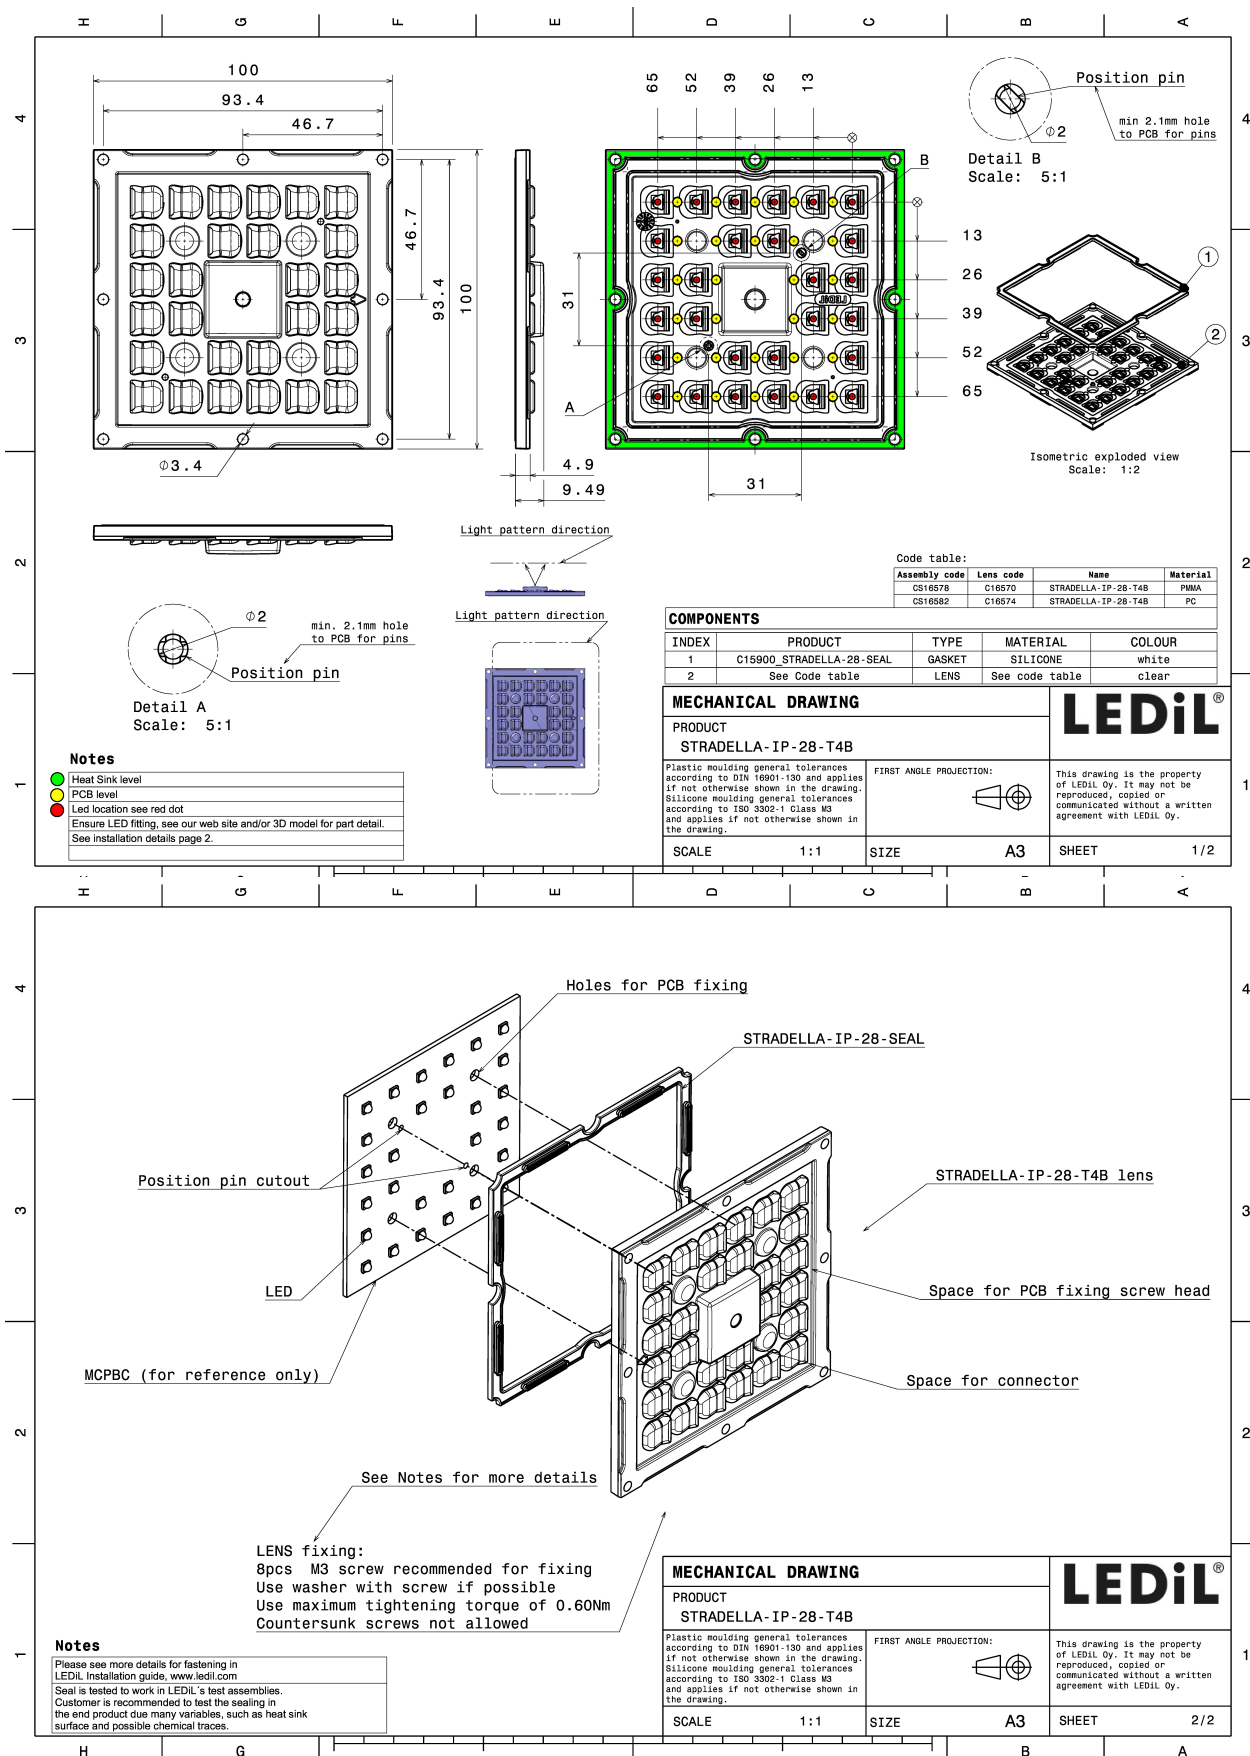 H G F E D C B A
4
3
2
1
4
3
2
1
100
93.4
46.7
46.7
93.4
100
Φ3.4
65
52
39
26
13
13
26
39
52
65
31
31
4.9
9.49
A
B
LEDiL
Position pin
min 2.1mm hole
to PCB for pins
Φ2
Detail B
Scale: 5:1
1
2
Isometric exploded view
Scale: 1:2
Light pattern direction
Light pattern direction
Φ2
min. 2.1mm hole
to PCB for pins
Position pin
Detail A
Scale: 5:1
Notes
Heat Sink level
PCB level
Led location see red dot
Ensure LED fitting, see our web site and/or 3D model for part detail.
See installation details page 2.
Code table:
Assembly code Lens code Name Material
CS16578 C16570 STRADELLA-IP-28-T4B PMMA
CS16582 C16574 STRADELLA-IP-28-T4B PC
COMPONENTS
INDEX PRODUCT TYPE MATERIAL COLOUR
1 C15900_STRADELLA-28-SEAL GASKET SILICONE white
2 See Code table LENS See code table clear
MECHANICAL DRAWING
LEDiL®
PRODUCT
STRADELLA-IP-28-T4B
Plastic moulding general tolerances
according to DIN 16901-130 and applies
if not otherwise shown in the drawing.
Silicone moulding general tolerances
according to ISO 3302-1 Class M3
and applies if not otherwise shown in
the drawing.
FIRST ANGLE PROJECTION:
This drawing is the property
of LEDiL Oy. It may not be
reproduced, copied or
communicated without a written
agreement with LEDiL Oy.
SCALE 1:1 SIZE A3 SHEET 1/2
H G F E D C B A
4
3
2
1
4
3
2
1
Holes for PCB fixing
STRADELLA-IP-28-SEAL
Position pin cutout
STRADELLA-IP-28-T4B lens
LED
Space for PCB fixing screw head
MCPBC (for reference only)
Space for connector
See Notes for more details
LENS fixing:
8pcs M3 screw recommended for fixing
Use washer with screw if possible
Use maximum tightening torque of 0.60Nm
Countersunk screws not allowed
Notes
Please see more details for fastening in
LEDiL Installation guide, www.ledil.com
Seal is tested to work in LEDiL´s test assemblies.
Customer is recommended to test the sealing in
the end product due many variables, such as heat sink
surface and possible chemical traces.
MECHANICAL DRAWING
LEDiL®
PRODUCT
STRADELLA-IP-28-T4B
Plastic moulding general tolerances
according to DIN 16901-130 and applies
if not otherwise shown in the drawing.
Silicone moulding general tolerances
according to ISO 3302-1 Class M3
and applies if not otherwise shown in
the drawing.
FIRST ANGLE PROJECTION:
This drawing is the property
of LEDiL Oy. It may not be
reproduced, copied or
communicated without a written
agreement with LEDiL Oy.
SCALE 1:1 SIZE A3 SHEET 2/2
H G B A